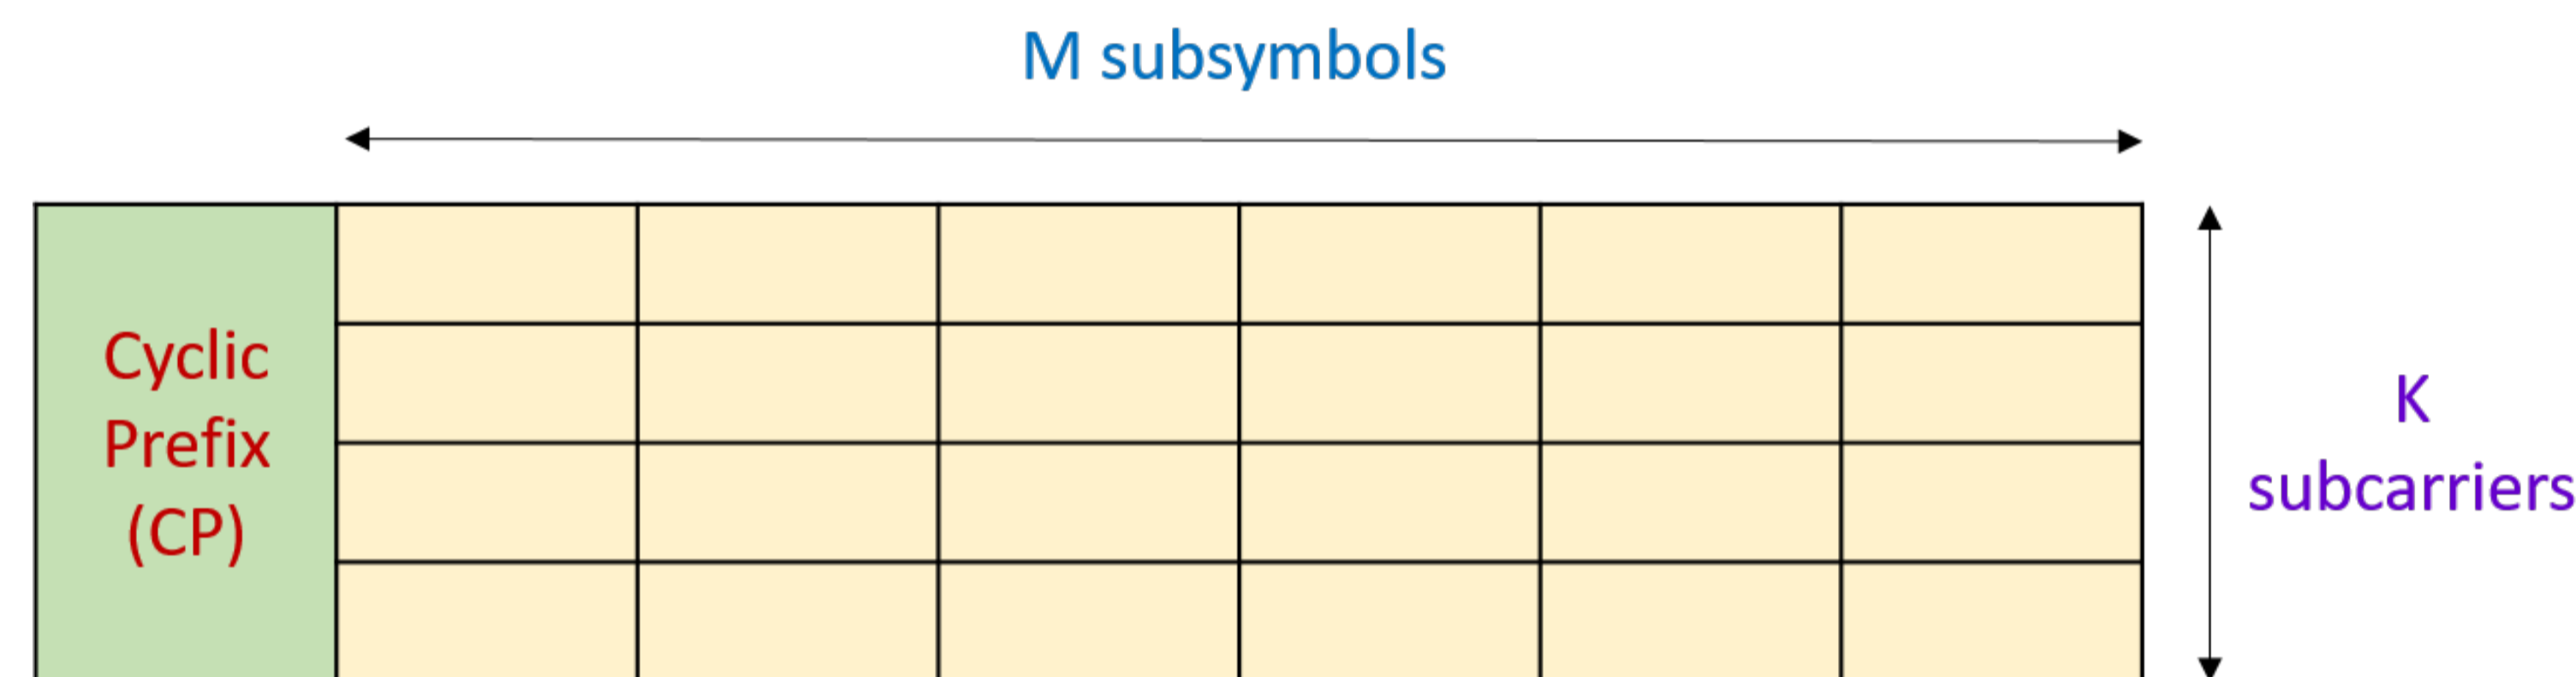 M subsymbols
Cyclic
Prefix
(CP)
K
subcarriers